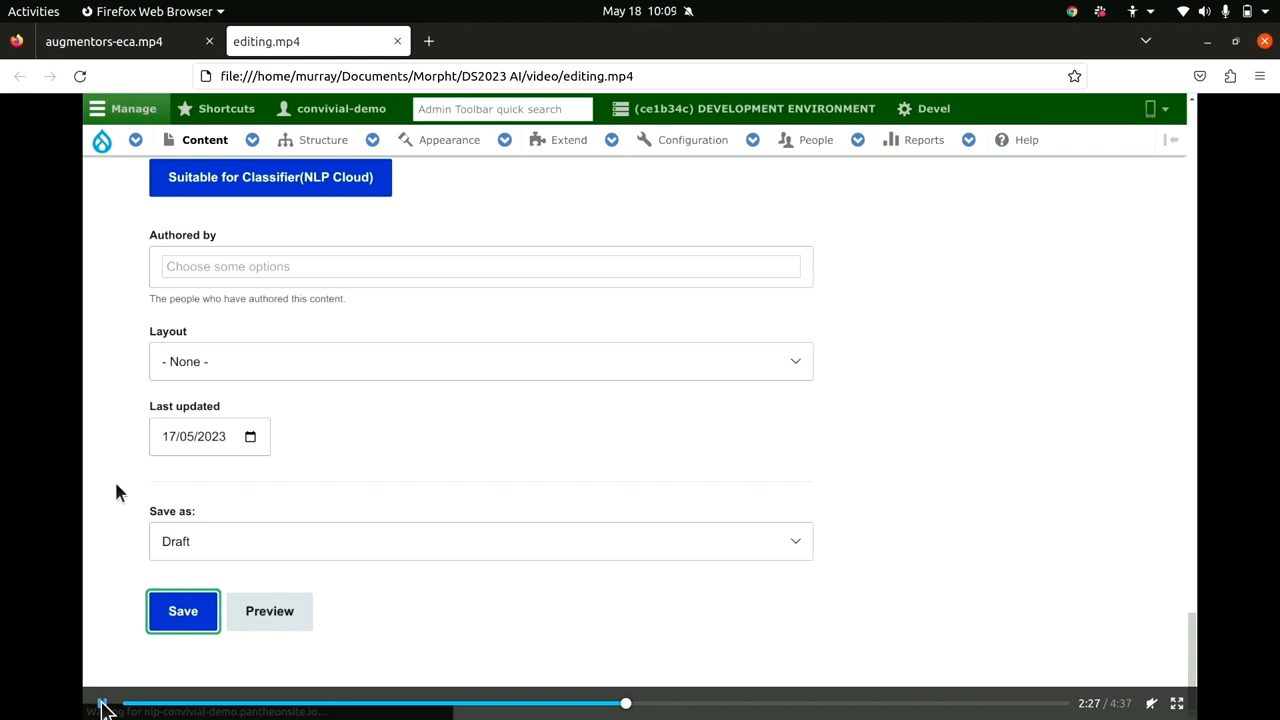 Activities
Firefox Web Browser
May 18 10:09
augmentors-eca.mp4
editing.mp4
file:///home/murray/Documents/Morpht/DS2023 AI/video/editing.mp4
Manage
Shortcuts
convivial-demo
Admin Toolbar quick search
(ce1b34c) DEVELOPMENT ENVIRONMENT
Devel
Content
Structure
Appearance
Extend
Configuration
People
Reports
Help
Suitable for Classifier(NLP Cloud)
Authored by
Choose some options
The people who have authored this content.
Layout
- None -
Last updated
17/05/2023
Save as:
Draft
Save
Preview
2:27 / 4:37
for nlp-convivial-demo.pantheonsite.io...